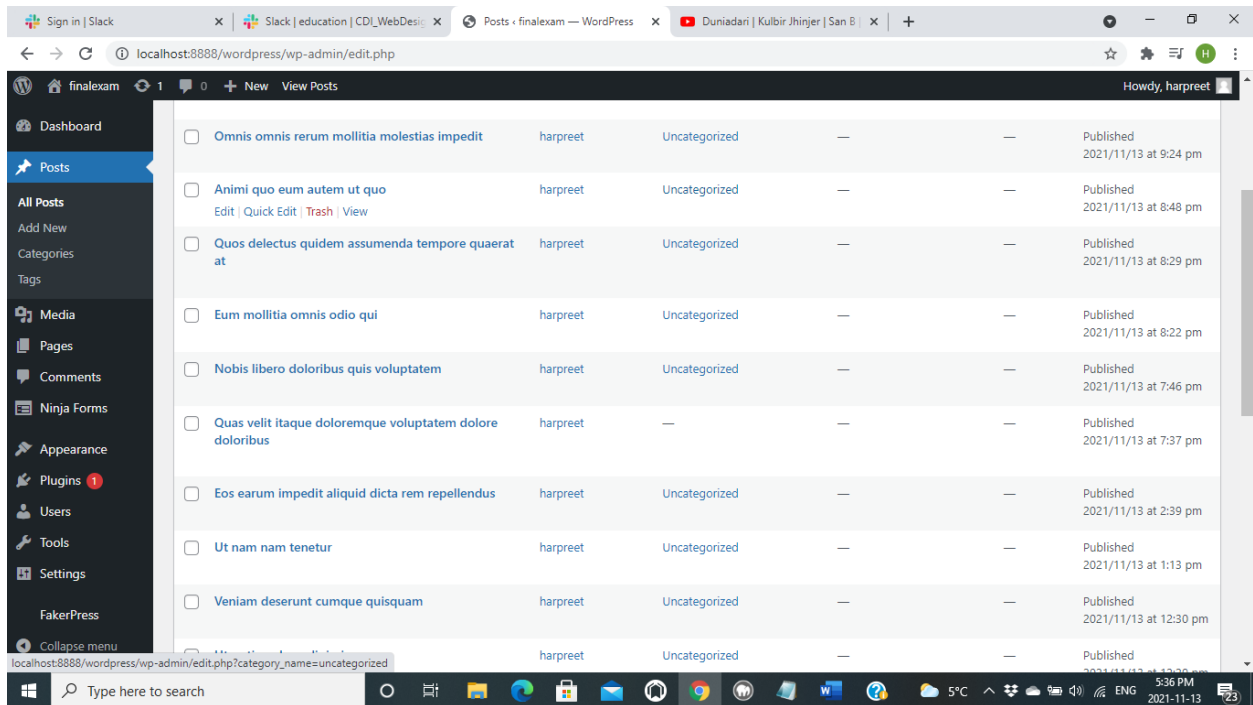 Sign in | Slack
Slack | education | CDI_WebDesig
Posts ‹ finalexam — WordPress
Duniadari | Kulbir Jhinjer | San B |
localhost:8888/wordpress/wp-admin/edit.php
H
finalexam 1 0 + New View Posts
Howdy, harpreet
Dashboard
Posts
All Posts
Add New
Categories
Tags
Media
Pages
Comments
Ninja Forms
Appearance
Plugins 1
Users
Tools
Settings
FakerPress
Collapse menu
Omnis omnis rerum mollitia molestias impedit harpreet Uncategorized — — Published
2021/11/13 at 9:24 pm
Animi quo eum autem ut quo harpreet Uncategorized — — Published
Edit | Quick Edit | Trash | View 2021/11/13 at 8:48 pm
Quos delectus quidem assumenda tempore quaerat harpreet Uncategorized — — Published
at 2021/11/13 at 8:29 pm
Eum mollitia omnis odio qui harpreet Uncategorized — — Published
2021/11/13 at 8:22 pm
Nobis libero doloribus quis voluptatem harpreet Uncategorized — — Published
2021/11/13 at 7:46 pm
Quas velit itaque doloremque voluptatem dolore harpreet — — — Published
doloribus 2021/11/13 at 7:37 pm
Eos earum impedit aliquid dicta rem repellendus harpreet Uncategorized — — Published
2021/11/13 at 2:39 pm
Ut nam nam tenetur harpreet Uncategorized — — Published
2021/11/13 at 1:13 pm
Veniam deserunt cumque quisquam harpreet Uncategorized — — Published
2021/11/13 at 12:30 pm
harpreet Uncategorized — — Published
localhost:8888/wordpress/wp-admin/edit.php?category_name=uncategorized
Type here to search
5°C
ENG
5:36 PM
2021-11-13
23